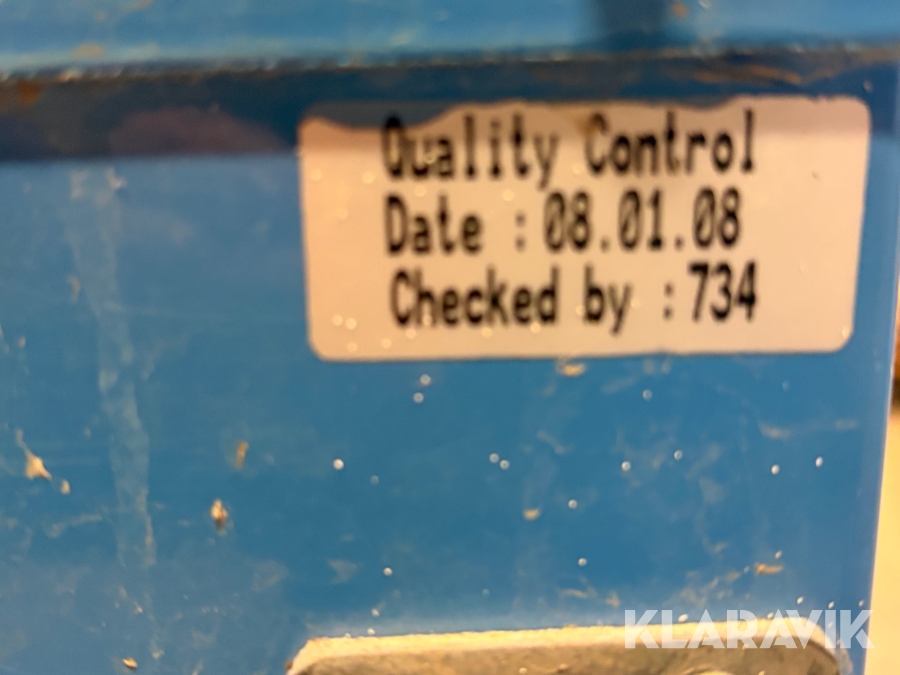 Quality Control
Date : 08.01.08
Checked by : 734
KLARAVIK